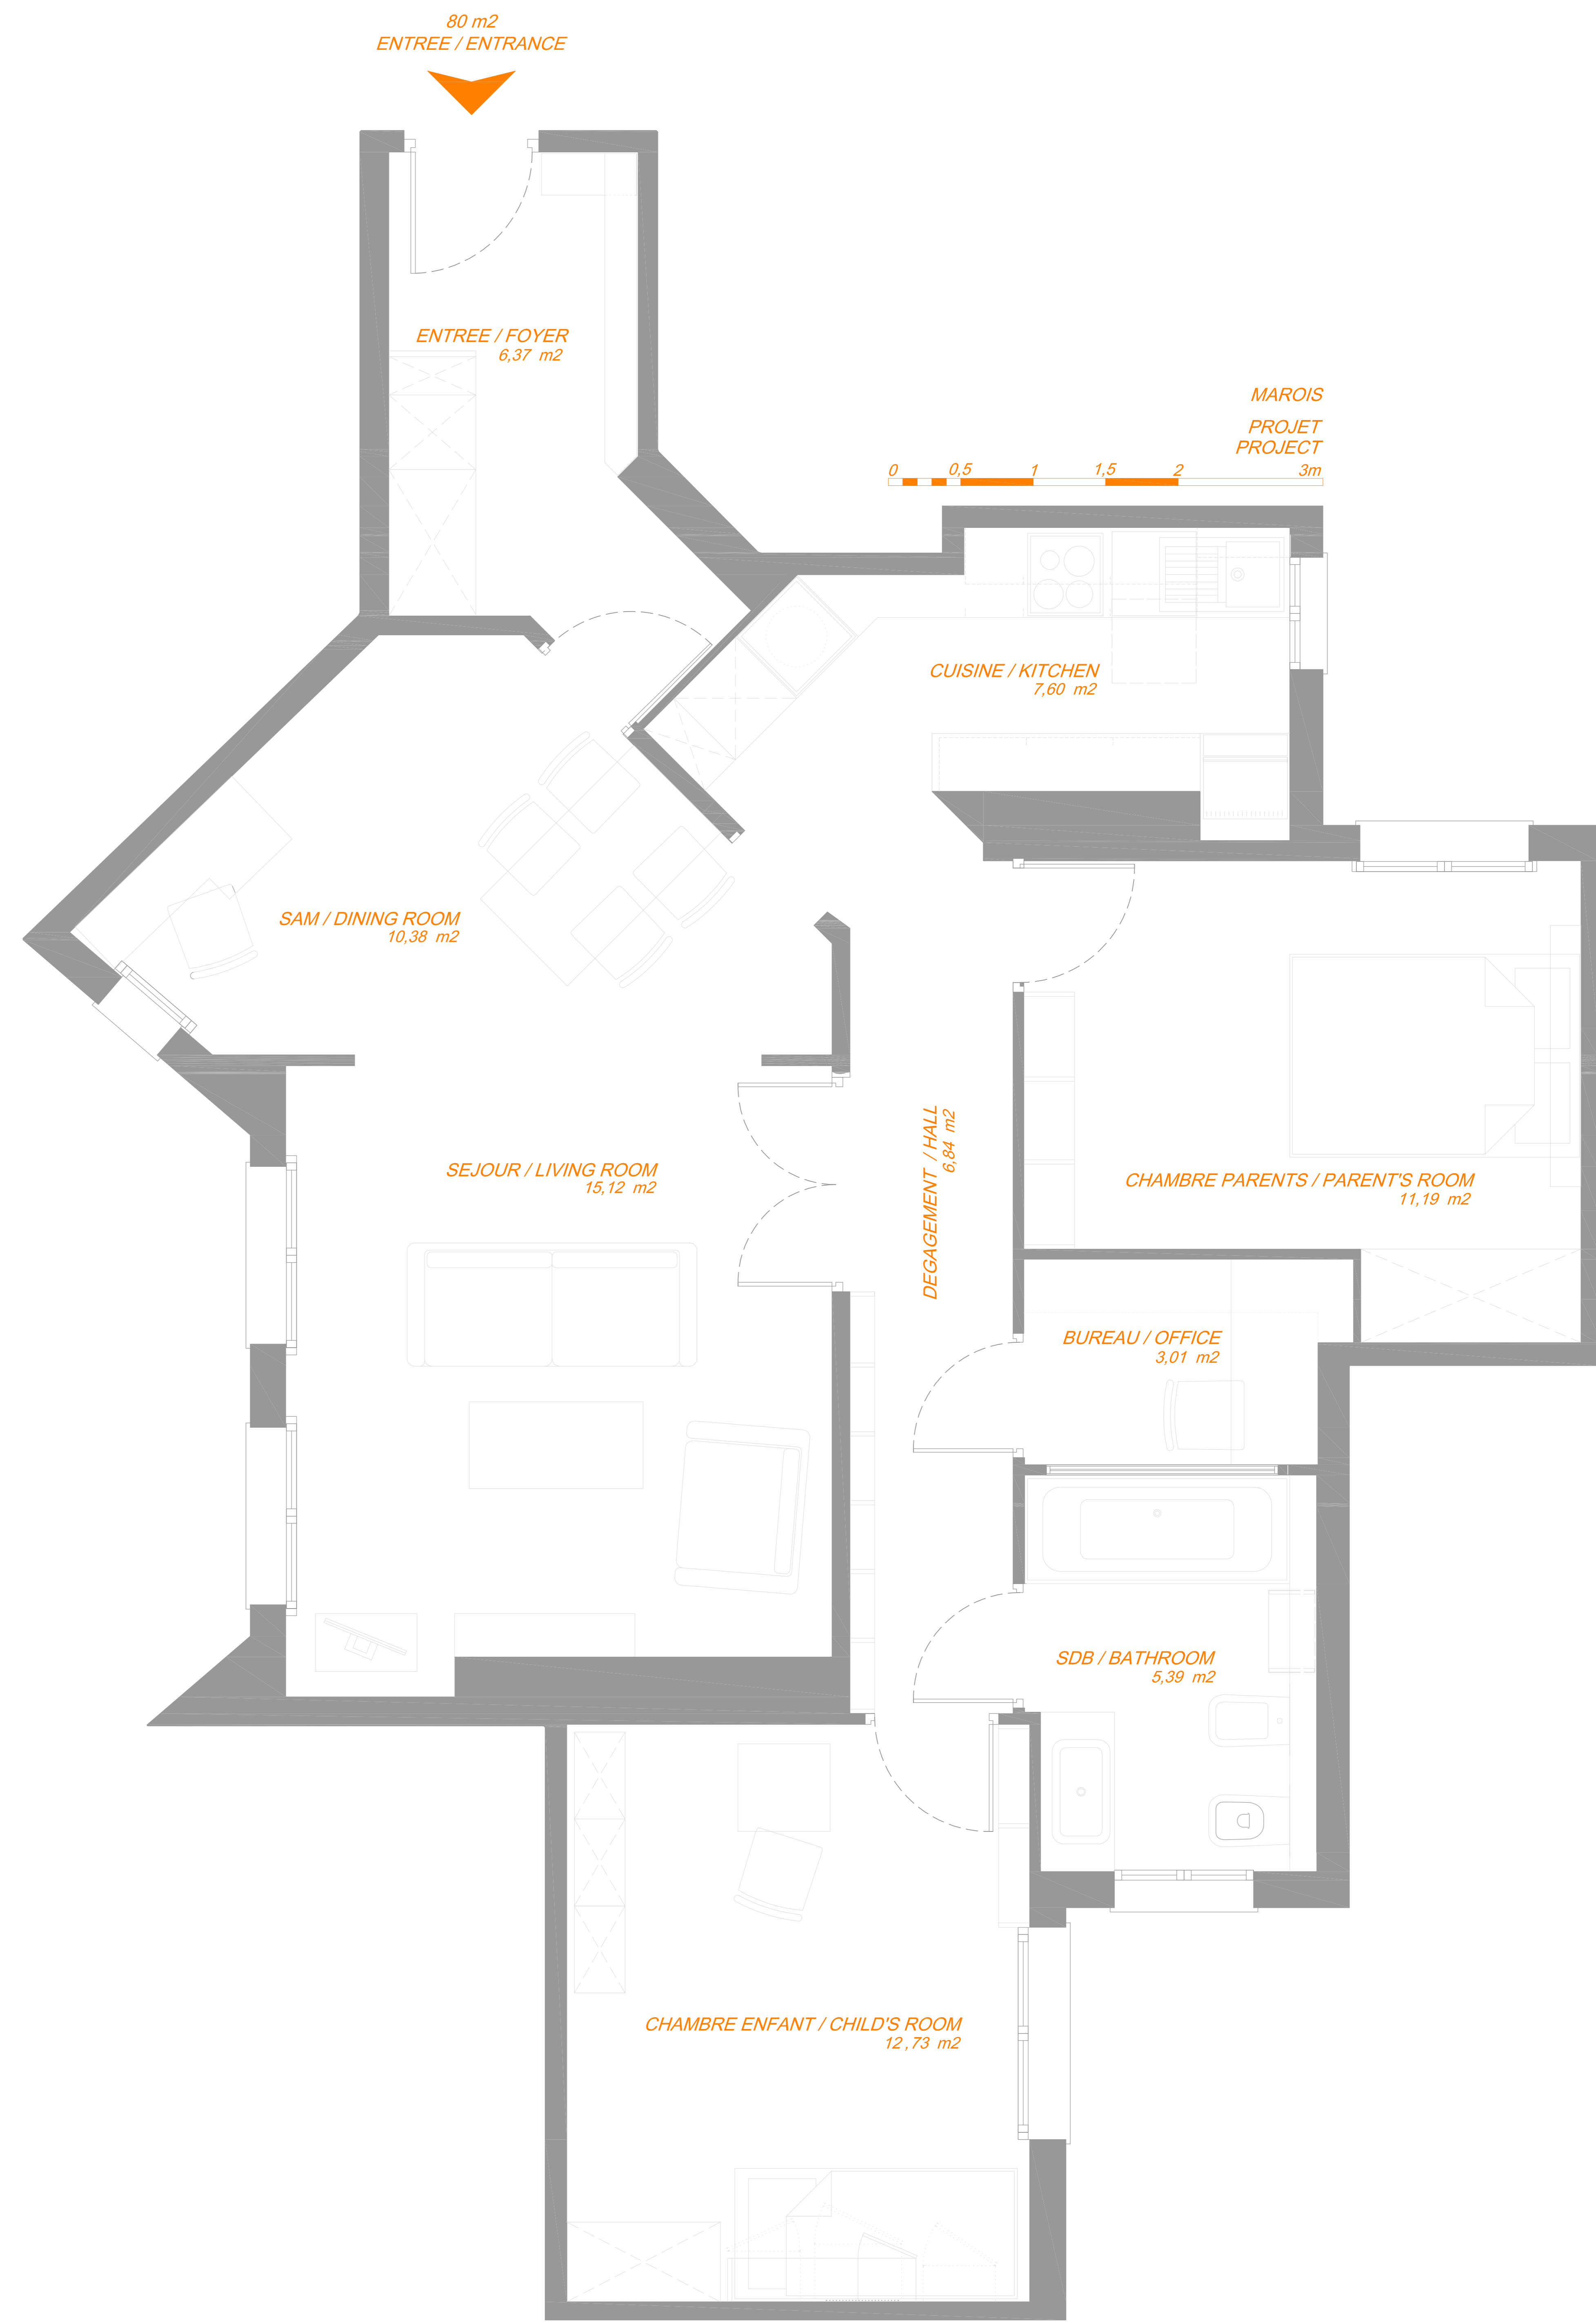 80 m2
ENTREE / ENTRANCE
ENTREE / FOYER
6,37 m2
MAROIS
PROJET
PROJECT
0 0,5 1 1,5 2 3m
CUISINE / KITCHEN
7,60 m2
SAM / DINING ROOM
10,38 m2
SEJOUR / LIVING ROOM
15,12 m2
DEGAGEMENT / HALL
6,84 m2
CHAMBRE PARENTS / PARENT'S ROOM
11,19 m2
BUREAU / OFFICE
3,01 m2
SDB / BATHROOM
5,39 m2
CHAMBRE ENFANT / CHILD'S ROOM
12 ,73 m2